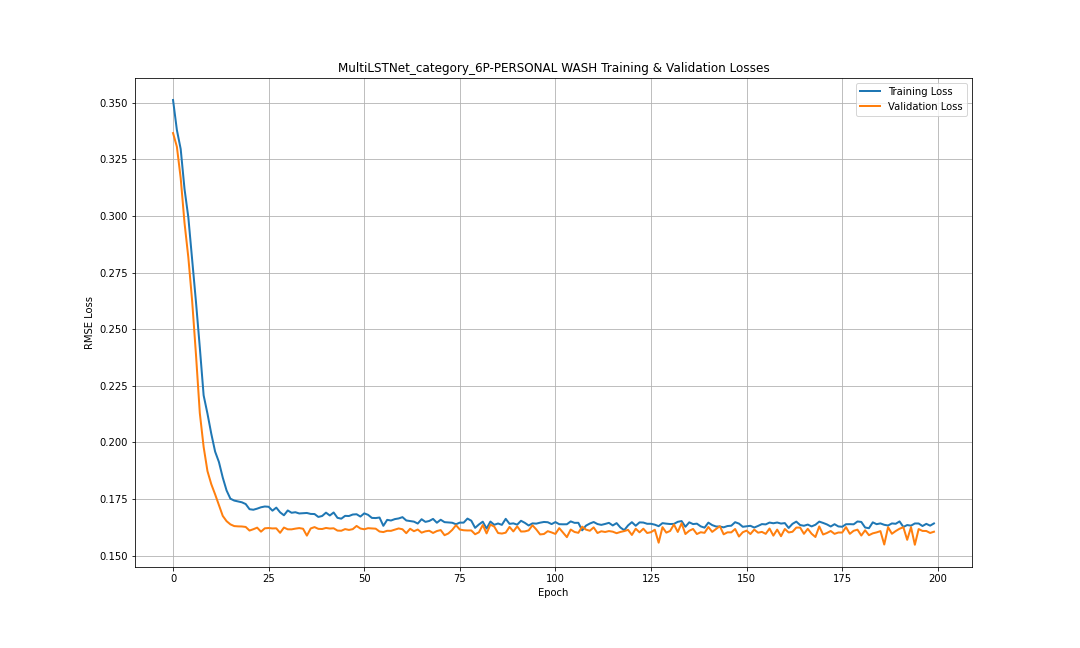 MultiLSTNet_category_6P-PERSONAL WASH Training & Validation Losses
Training Loss
Validation Loss
0.350
0.325
0.300
0.275
0.250
0.225
0.200
0.175
0.150
RMSE Loss
0 25 50 75 100 125 150 175 200
Epoch